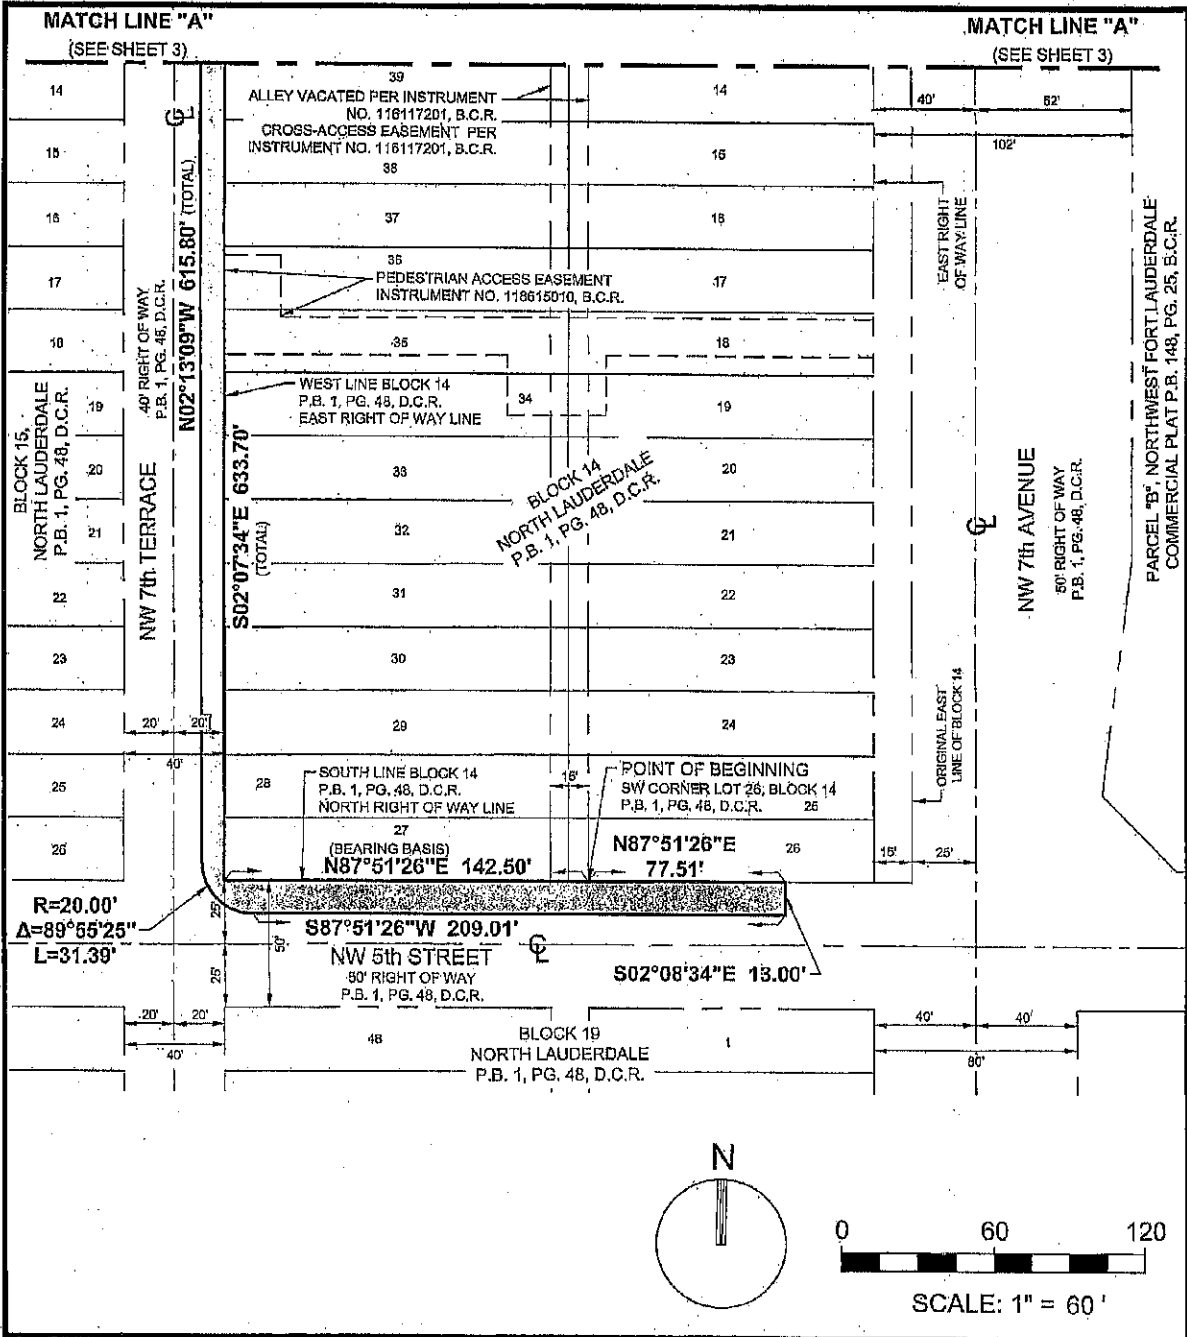 MATCH LINE "A"
(SEE SHEET 3)
MATCH LINE "A"
(SEE SHEET 3)
14
39
14
40'
62'
102'
ALLEY VACATED PER INSTRUMENT
NO. 116117201, B.C.R.
CROSS-ACCESS EASEMENT PER
INSTRUMENT NO. 116117201, B.C.R.
CL
15
38
15
16
37
16
EAST RIGHT
OF WAY LINE
N02°13'09"W 615.80' (TOTAL)
40' RIGHT OF WAY
P.B. 1, PG. 48, D.C.R.
17
36
17
PEDESTRIAN ACCESS EASEMENT
INSTRUMENT NO. 118615010, B.C.R.
PARCEL "B", NORTHWEST FORT LAUDERDALE
COMMERCIAL PLAT P.B. 148, PG. 25, B.C.R.
18
35
18
WEST LINE BLOCK 14
P.B. 1, PG. 48, D.C.R.
EAST RIGHT OF WAY LINE
BLOCK 15,
NORTH LAUDERDALE
P.B. 1, PG. 48, D.C.R.
19
34
19
20
33
20
BLOCK 14
NORTH LAUDERDALE
P.B. 1, PG. 48, D.C.R.
NW 7th TERRACE
S02°07'34"E 633.70'
(TOTAL)
21
32
21
CL
NW 7th AVENUE
50' RIGHT OF WAY
P.B. 1, PG. 48, D.C.R.
22
31
22
23
30
23
24
20'
20'
29
24
40'
ORIGINAL EAST
LINE OF BLOCK 14
25
28
SOUTH LINE BLOCK 14
P.B. 1, PG. 48, D.C.R.
NORTH RIGHT OF WAY LINE
15'
POINT OF BEGINNING
SW CORNER LOT 26, BLOCK 14
P.B. 1, PG. 48, D.C.R.
25
26
27
(BEARING BASIS)
N87°51'26"E 142.50'
N87°51'26"E
77.51'
26
15'
25'
R=20.00'
Δ=89°55'25"
L=31.39'
25'
50'
25'
S87°51'26"W 209.01'
CL
NW 5th STREET
50' RIGHT OF WAY
P.B. 1, PG. 48, D.C.R.
S02°08'34"E 13.00'
20'
20'
40'
48
BLOCK 19
NORTH LAUDERDALE
P.B. 1, PG. 48, D.C.R.
1
40'
40'
80'
N
0
60
120
SCALE: 1" = 60'